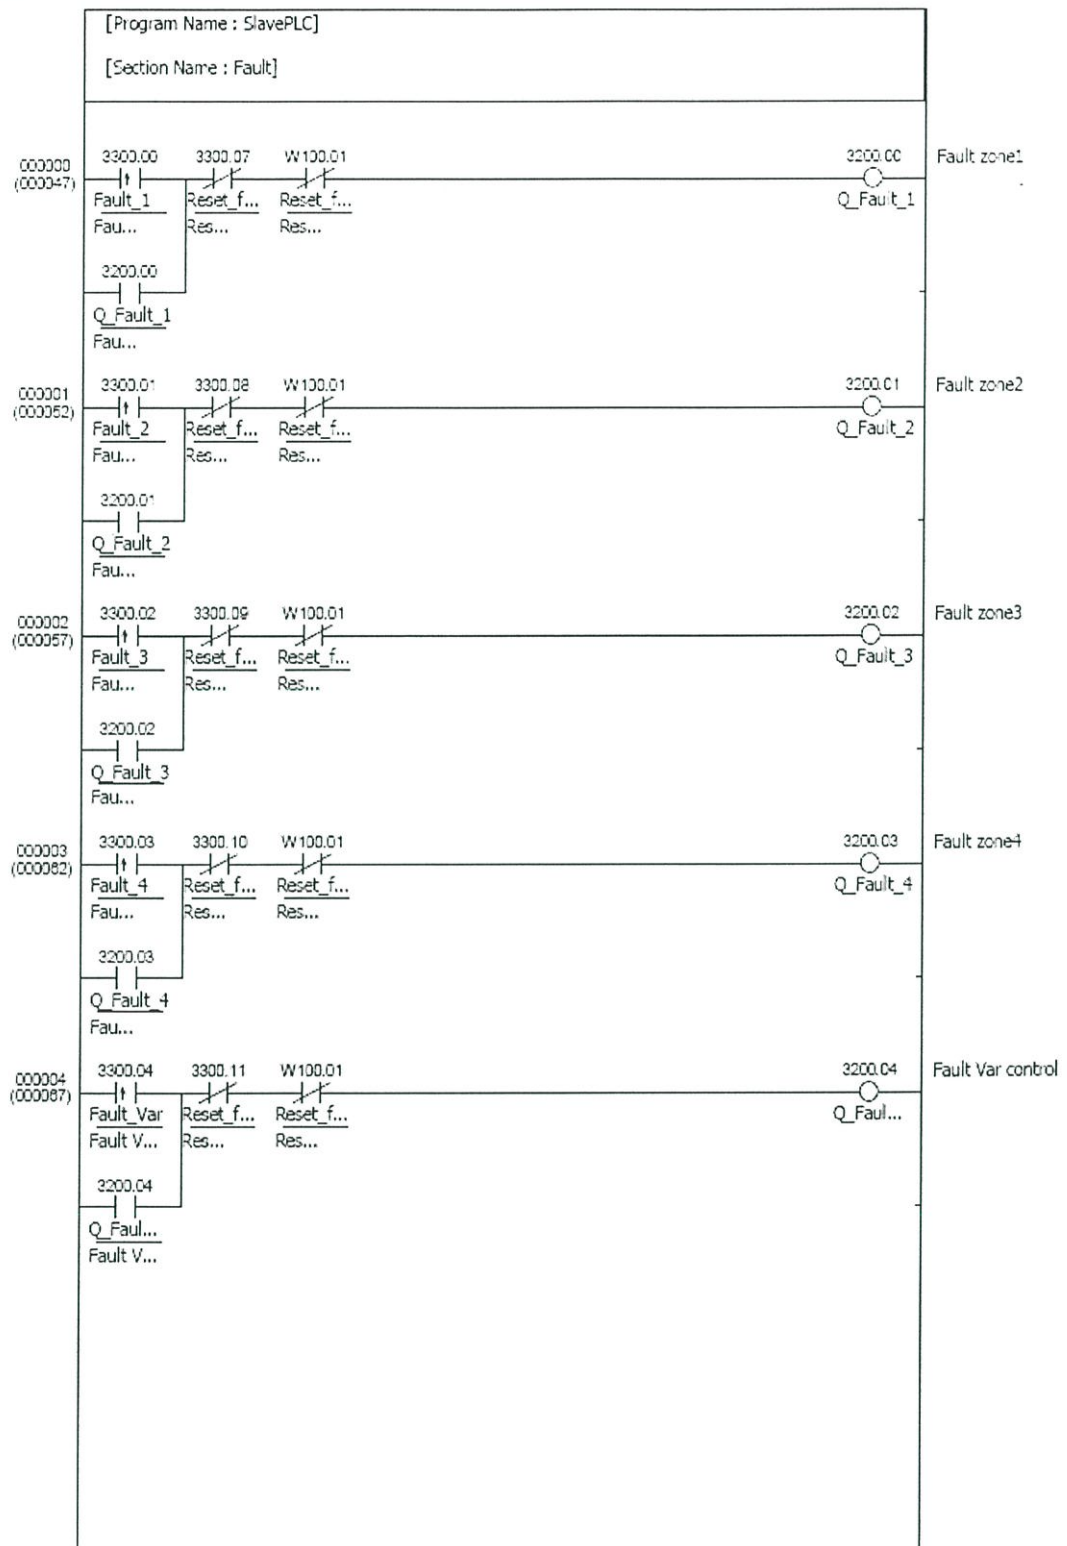 [Program Name : SlavePLC]
[Section Name : Fault]
000000
(000047)
3300.00 3300.07 W100.01 3200.00 Fault zone1
Fault_1 Reset_f... Reset_f... Q_Fault_1
Fau... Res... Res...
3200.00
Q_Fault_1
Fau...
000001
(000052)
3300.01 3300.08 W100.01 3200.01 Fault zone2
Fault_2 Reset_f... Reset_f... Q_Fault_2
Fau... Res... Res...
3200.01
Q_Fault_2
Fau...
000002
(000057)
3300.02 3300.09 W100.01 3200.02 Fault zone3
Fault_3 Reset_f... Reset_f... Q_Fault_3
Fau... Res... Res...
3200.02
Q_Fault_3
Fau...
000003
(000062)
3300.03 3300.10 W100.01 3200.03 Fault zone4
Fault_4 Reset_f... Reset_f... Q_Fault_4
Fau... Res... Res...
3200.03
Q_Fault_4
Fau...
000004
(000067)
3300.04 3300.11 W100.01 3200.04 Fault Var control
Fault_Var Reset_f... Reset_f... Q_Faul...
Fault V... Res... Res...
3200.04
Q_Faul...
Fault V...